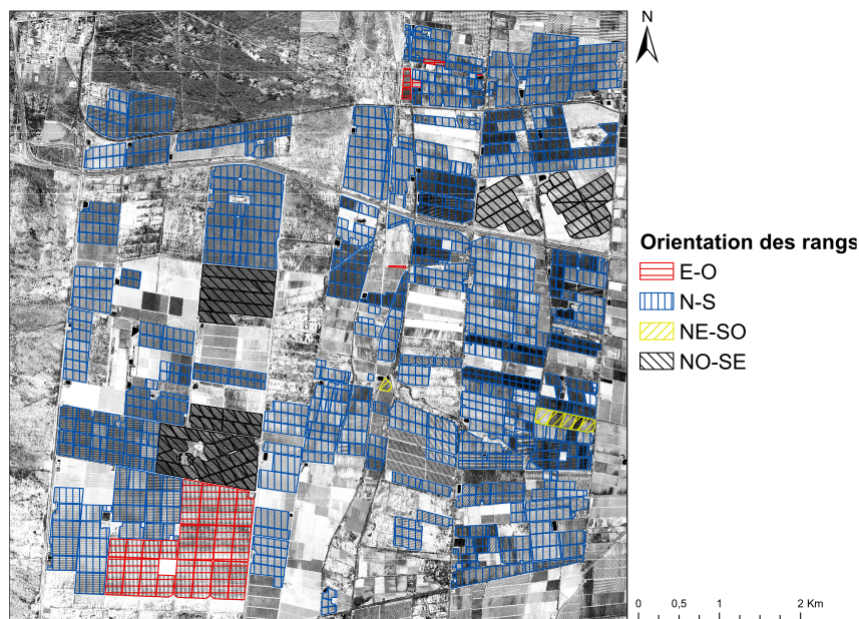 N
Orientation des rangs
E-O
N-S
NE-SO
NO-SE
0 0,5 1 2 Km